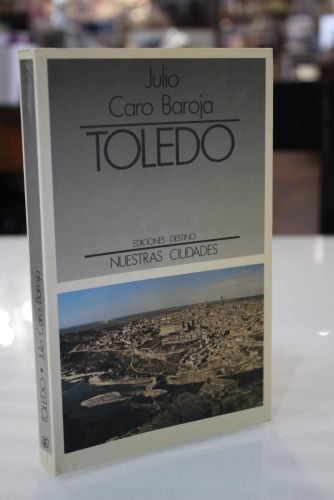 Julio
Caro Baroja
TOLEDO
EDICIONES DESTINO
NUESTRAS CIUDADES
Julio Caro Baroja • TOLEDO